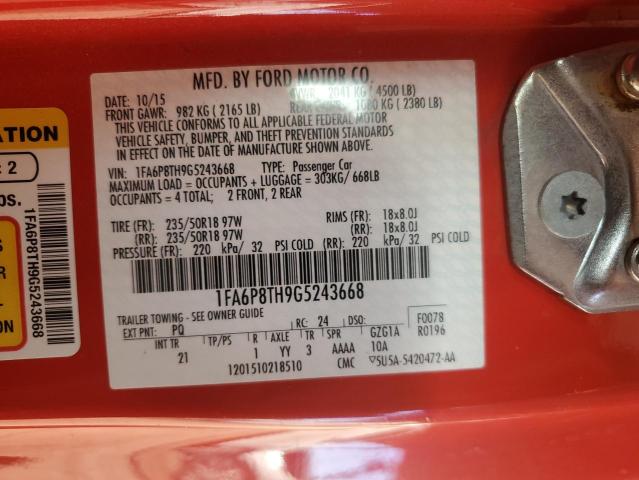 MFD. BY FORD MOTOR CO.
DATE: 10/15 GVWR: 2041 KG ( 4500 LB)
FRONT GAWR: 982 KG ( 2165 LB) REAR 1080 KG ( 2380 LB)
THIS VEHICLE CONFORMS TO ALL APPLICABLE FEDERAL MOTOR
VEHICLE SAFETY, BUMPER, AND THEFT PREVENTION STANDARDS
IN EFFECT ON THE DATE OF MANUFACTURE SHOWN ABOVE.
VIN: 1FA6P8TH9G5243668 TYPE: Passenger Car
MAXIMUM LOAD = OCCUPANTS + LUGGAGE = 303KG/ 668LB
OCCUPANTS = 4 TOTAL; 2 FRONT, 2 REAR
TIRE (FR): 235/50R18 97W RIMS (FR): 18x8.0J
(RR): 235/50R18 97W (RR): 18x8.0J
PRESSURE (FR): 220 kPa/ 32 PSI COLD (RR): 220 kPa/ 32 PSI COLD
1FA6P8TH9G5243668
TRAILER TOWING - SEE OWNER GUIDE
EXT PNT: PQ RC: 24 DSO: F0078
R0196
INT TR TP/PS R AXLE TR SPR GZG1A
21 1 YY 3 AAAA 10A
1201510218510 CMC 5U5A-5420472-AA
ATION
: 2
os.
S
1FA6P8TH9G5243668